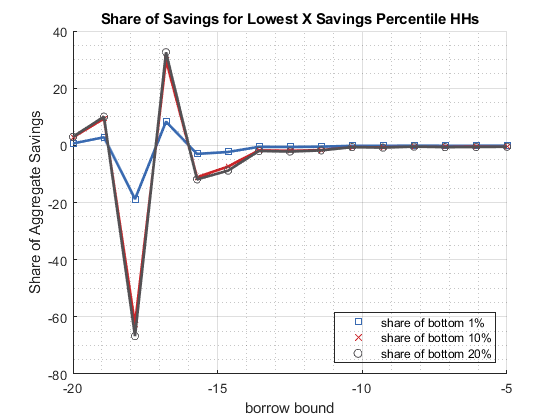 Share of Savings for Lowest X Savings Percentile HHs
40
20
0
-20
-40
-60
-80
Share of Aggregate Savings
-20
-15
-10
-5
borrow bound
share of bottom 1%
share of bottom 10%
share of bottom 20%